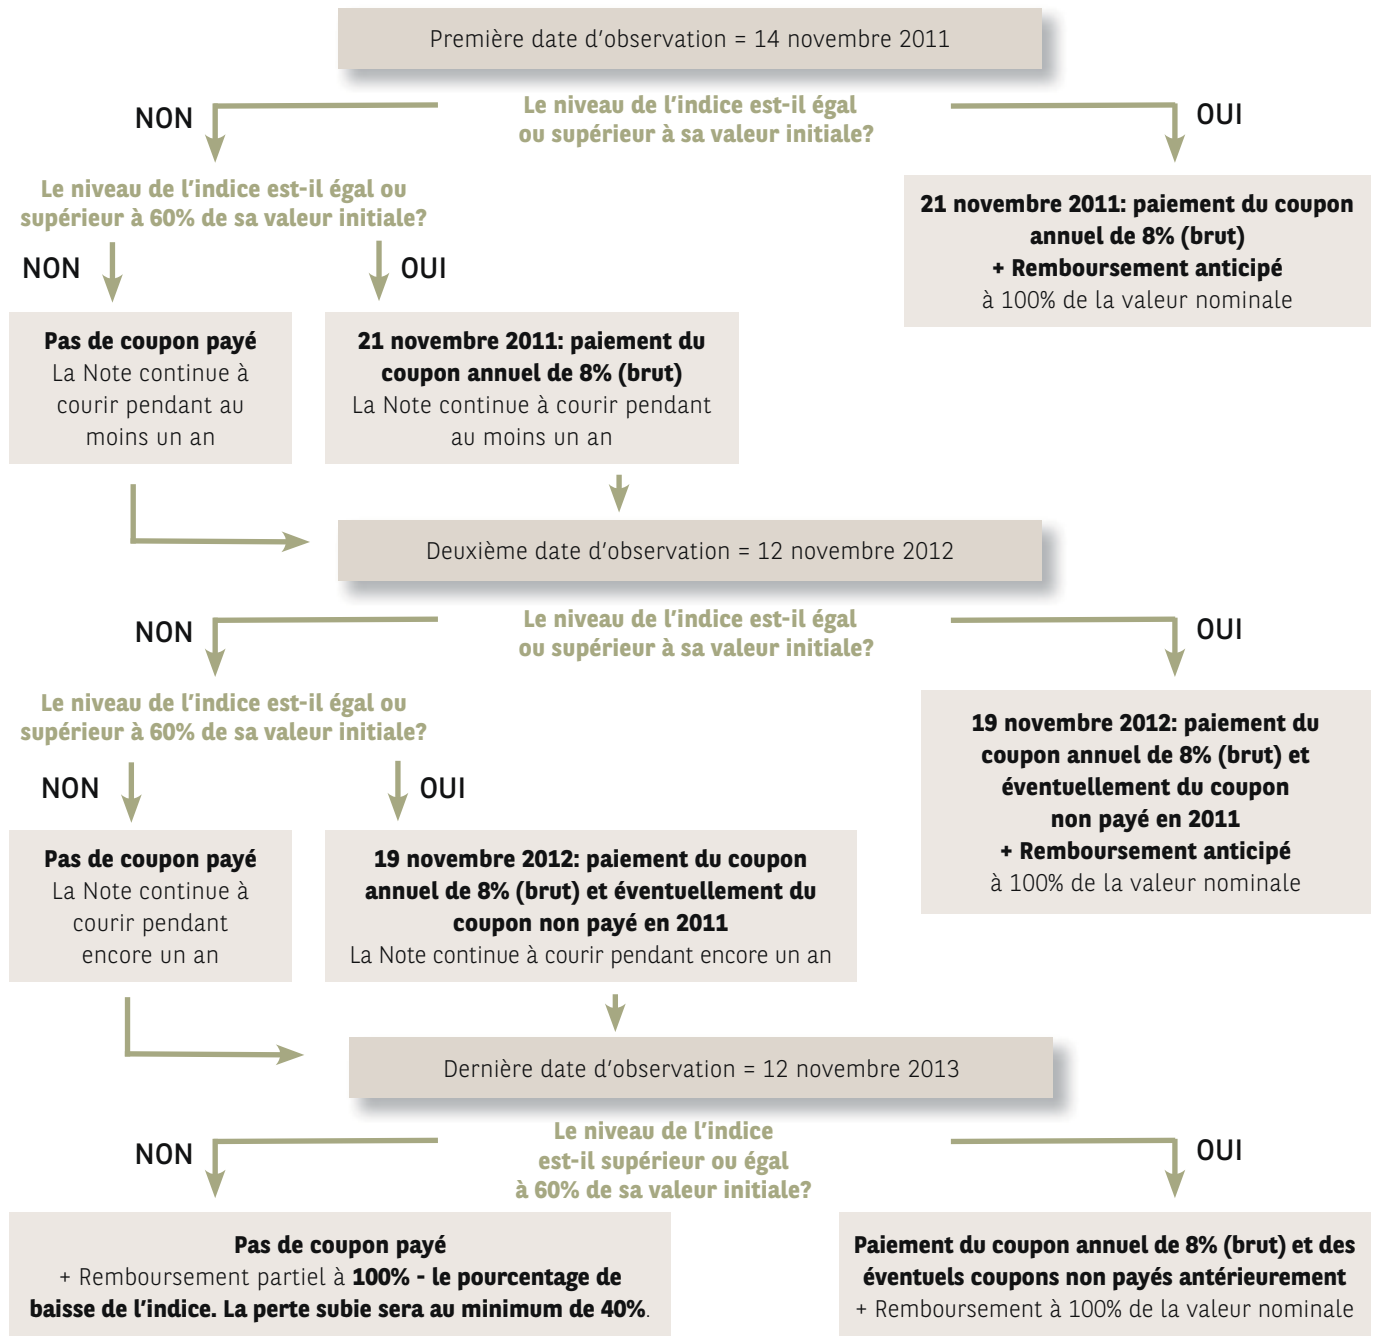 Première date d'observation = 14 novembre 2011
NON
Le niveau de l'indice est-il égal
ou supérieur à sa valeur initiale?
OUI
Le niveau de l'indice est-il égal ou
supérieur à 60% de sa valeur initiale?
NON
OUI
21 novembre 2011: paiement du coupon
annuel de 8% (brut)
+ Remboursement anticipé
à 100% de la valeur nominale
Pas de coupon payé
La Note continue à
courir pendant au
moins un an
21 novembre 2011: paiement du
coupon annuel de 8% (brut)
La Note continue à courir pendant
au moins un an
Deuxième date d'observation = 12 novembre 2012
NON
Le niveau de l'indice est-il égal
ou supérieur à sa valeur initiale?
OUI
Le niveau de l'indice est-il égal ou
supérieur à 60% de sa valeur initiale?
NON
OUI
19 novembre 2012: paiement du
coupon annuel de 8% (brut) et
éventuellement du coupon
non payé en 2011
+ Remboursement anticipé
à 100% de la valeur nominale
Pas de coupon payé
La Note continue à
courir pendant
encore un an
19 novembre 2012: paiement du coupon
annuel de 8% (brut) et éventuellement du
coupon non payé en 2011
La Note continue à courir pendant encore un an
Dernière date d'observation = 12 novembre 2013
NON
Le niveau de l'indice
est-il supérieur ou égal
à 60% de sa valeur initiale?
OUI
Pas de coupon payé
+ Remboursement partiel à 100% - le pourcentage de
baisse de l'indice. La perte subie sera au minimum de 40%.
Paiement du coupon annuel de 8% (brut) et des
éventuels coupons non payés antérieurement
+ Remboursement à 100% de la valeur nominale